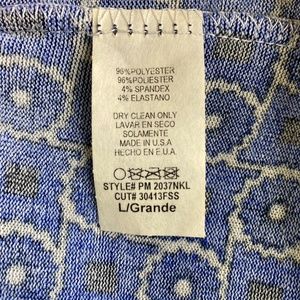 96%POLYESTER
96%POLIESTER
4% SPANDEX
4% ELASTANO
DRY CLEAN ONLY
LAVAR EN SECO
SOLAMENTE
MADE IN U.S.A
HECHO EN E.U.A.
STYLE# PM 2037NKL
CUT# 30413FSS
L/Grande